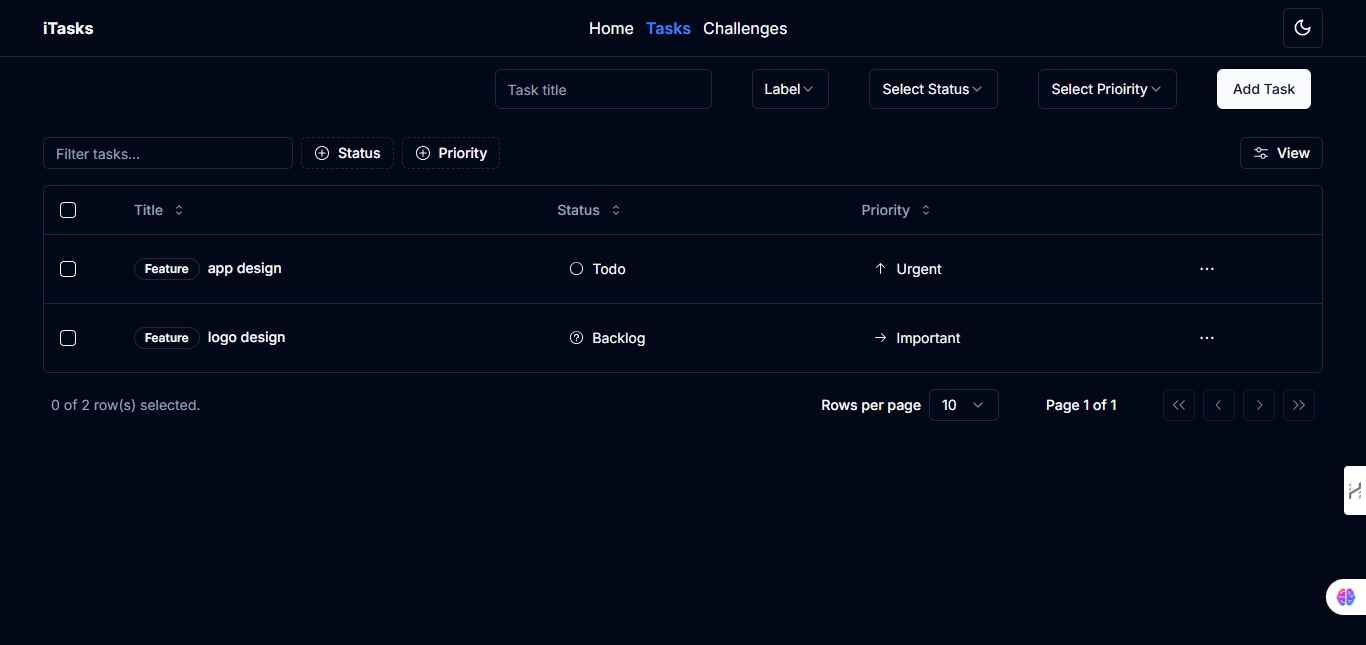 iTasks Home Tasks Challenges
Task title Label Select Status Select Prioirity Add Task
Filter tasks... Status Priority View
Title Status Priority
Feature app design Todo Urgent
Feature logo design Backlog Important
0 of 2 row(s) selected. Rows per page 10 Page 1 of 1